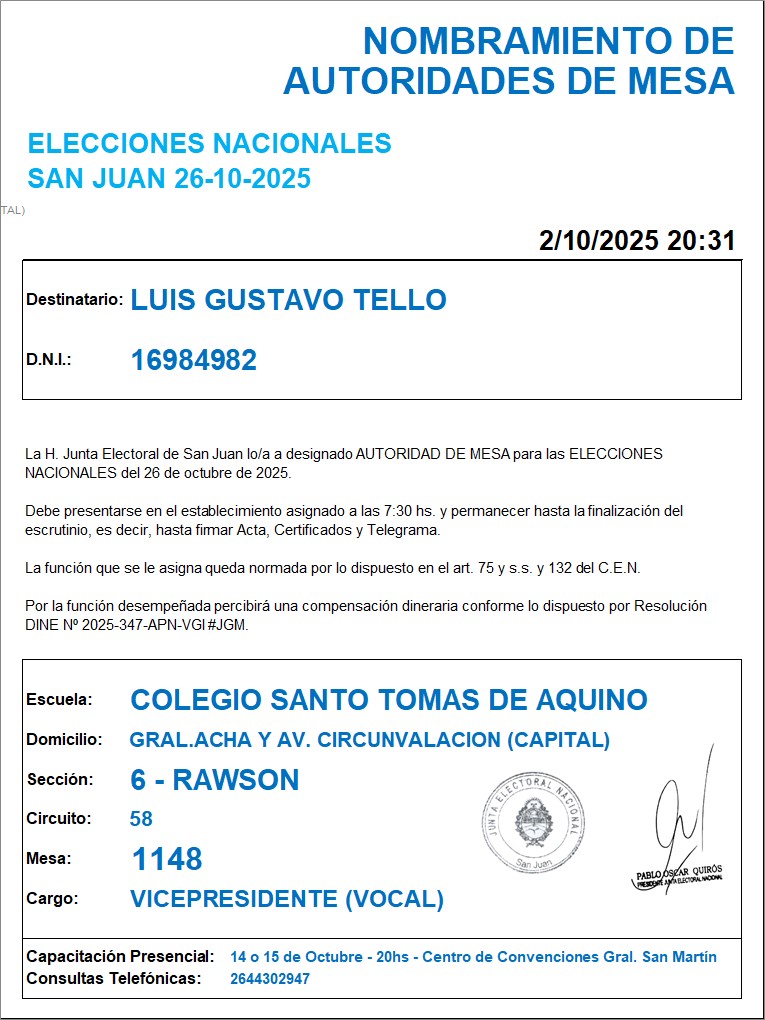 NOMBRAMIENTO DE
AUTORIDADES DE MESA
ELECCIONES NACIONALES
SAN JUAN 26-10-2025
TAL)
2/10/2025 20:31
Destinatario: LUIS GUSTAVO TELLO
D.N.I.: 16984982
La H. Junta Electoral de San Juan lo/a a designado AUTORIDAD DE MESA para las ELECCIONES
NACIONALES del 26 de octubre de 2025.
Debe presentarse en el establecimiento asignado a las 7:30 hs. y permanecer hasta la finalización del
escrutinio, es decir, hasta firmar Acta, Certificados y Telegrama.
La función que se le asigna queda normada por lo dispuesto en el art. 75 y s.s. y 132 del C.E.N.
Por la función desempeñada percibirá una compensación dineraria conforme lo dispuesto por Resolución
DINE Nº 2025-347-APN-VGI#JGM.
Escuela: COLEGIO SANTO TOMAS DE AQUINO
Domicilio: GRAL.ACHA Y AV. CIRCUNVALACION (CAPITAL)
Sección: 6 - RAWSON
Circuito: 58
Mesa: 1148
Cargo: VICEPRESIDENTE (VOCAL)
JUNTA ELECTORAL NACIONAL
San Juan
PABLO OSCAR QUIRÓS
PRESIDENTE JUNTA ELECTORAL NACIONAL
Capacitación Presencial: 14 o 15 de Octubre - 20hs - Centro de Convenciones Gral. San Martín
Consultas Telefónicas: 2644302947